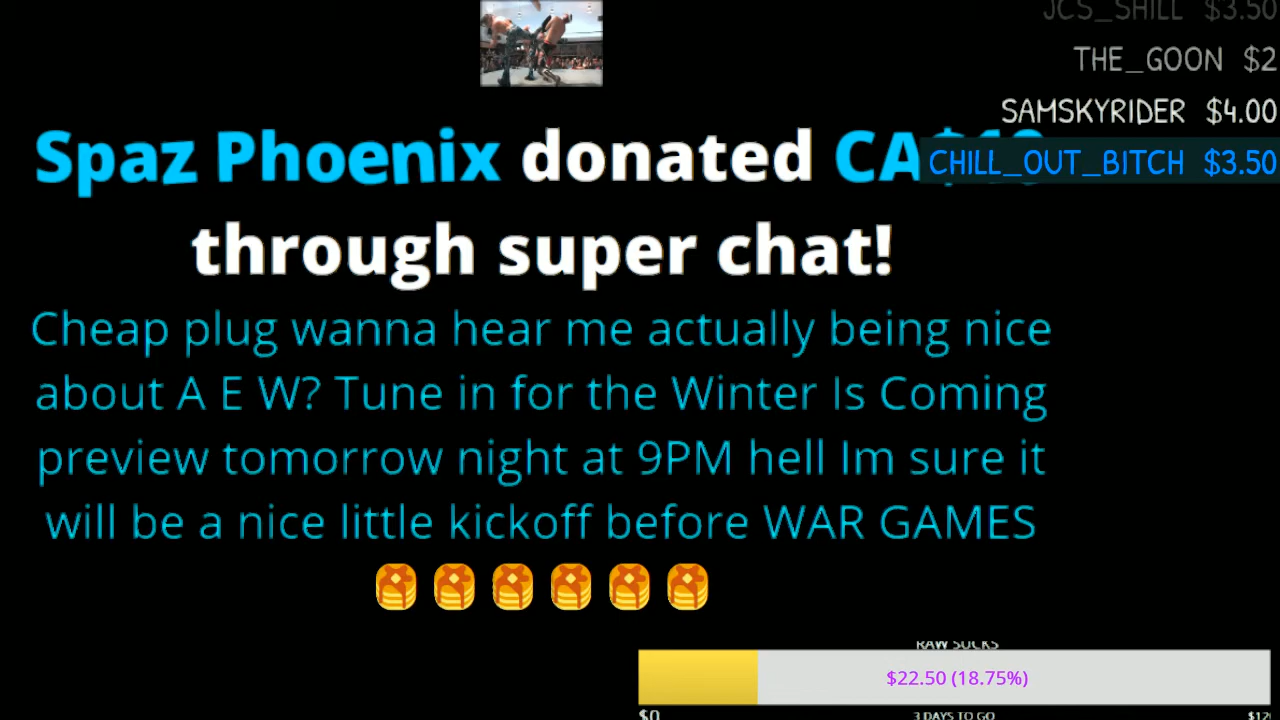 JCS_SHILL $3.50
THE_GOON $2
SAMSKYRIDER $4.00
CHILL_OUT_BITCH $3.50
Spaz Phoenix donated
through super chat!
Cheap plug wanna hear me actually being nice
about A E W? Tune in for the Winter Is Coming
preview tomorrow night at 9PM hell Im sure it
will be a nice little kickoff before WAR GAMES
RAW SUCKS
$22.50 (18.75%)
$0 3 DAYS TO GO